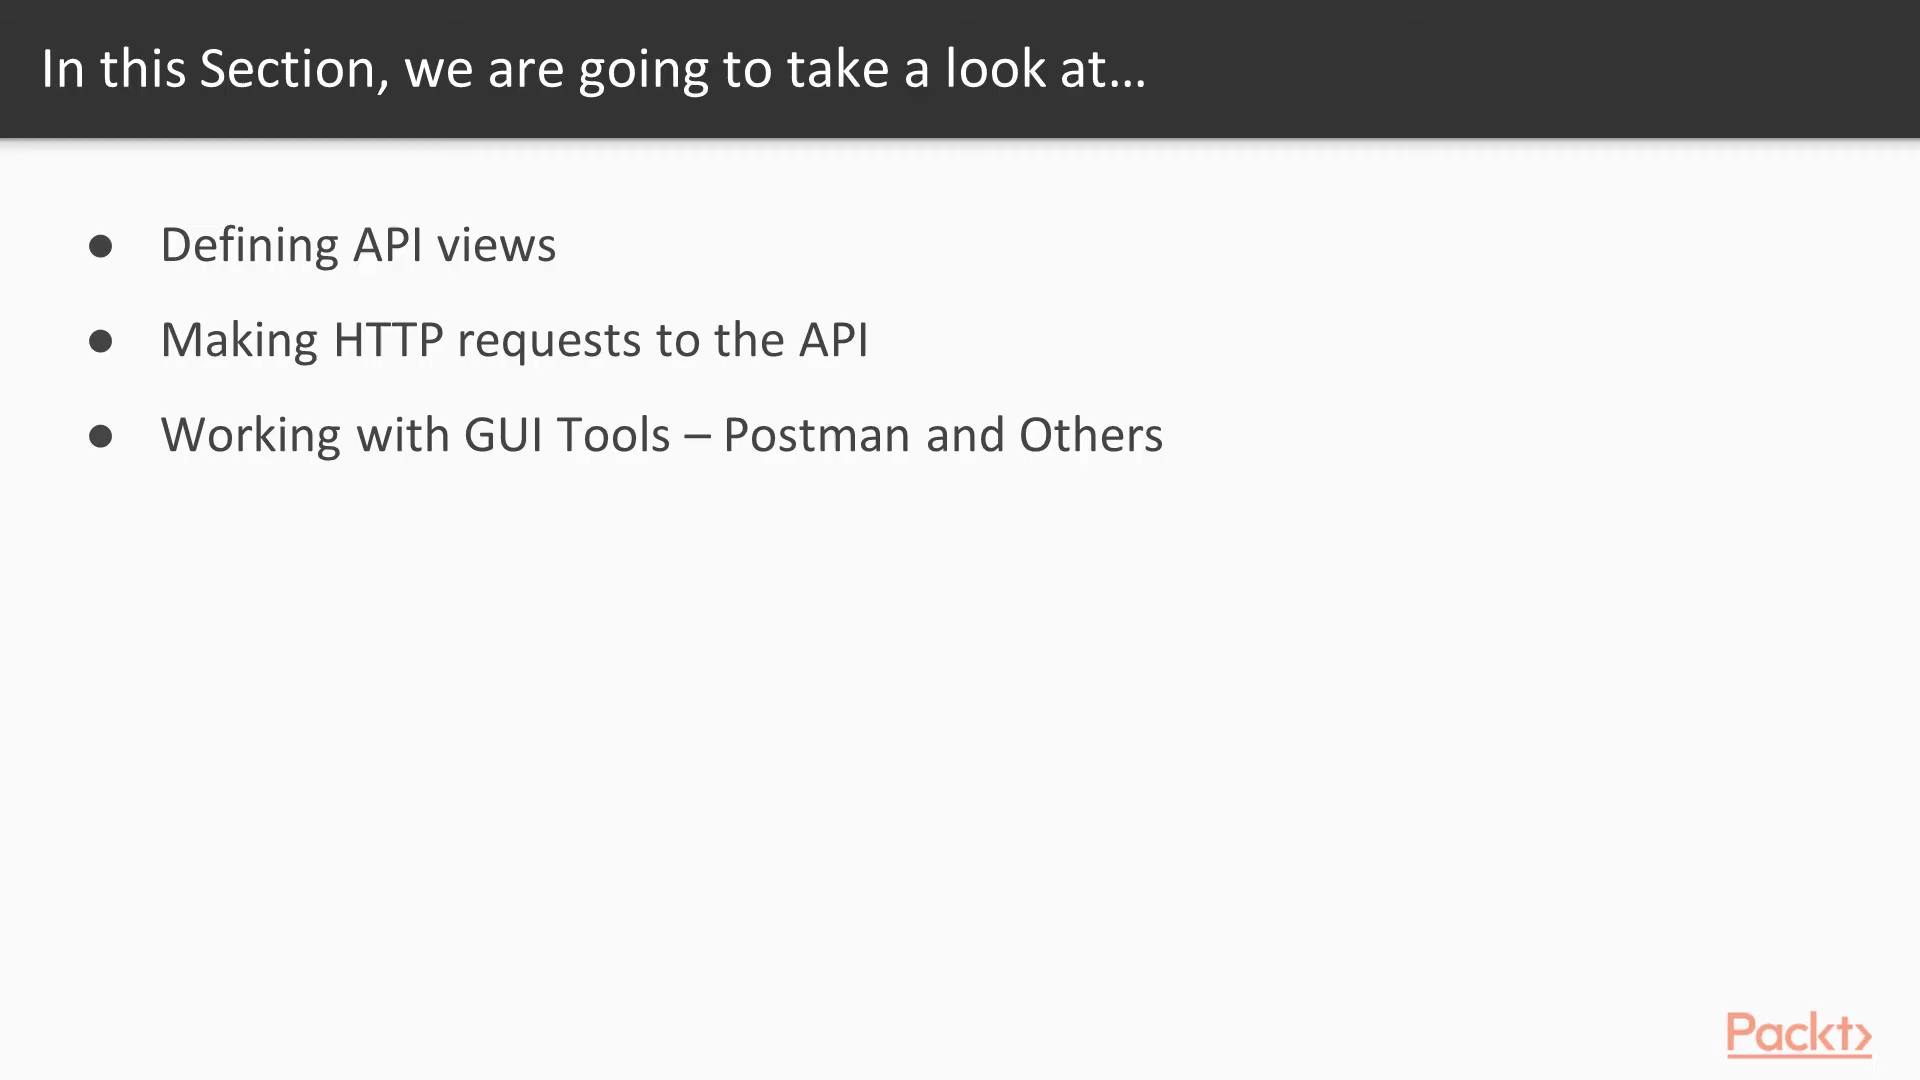 In this Section, we are going to take a look at...
● Defining API views
● Making HTTP requests to the API
● Working with GUI Tools – Postman and Others
Packt>